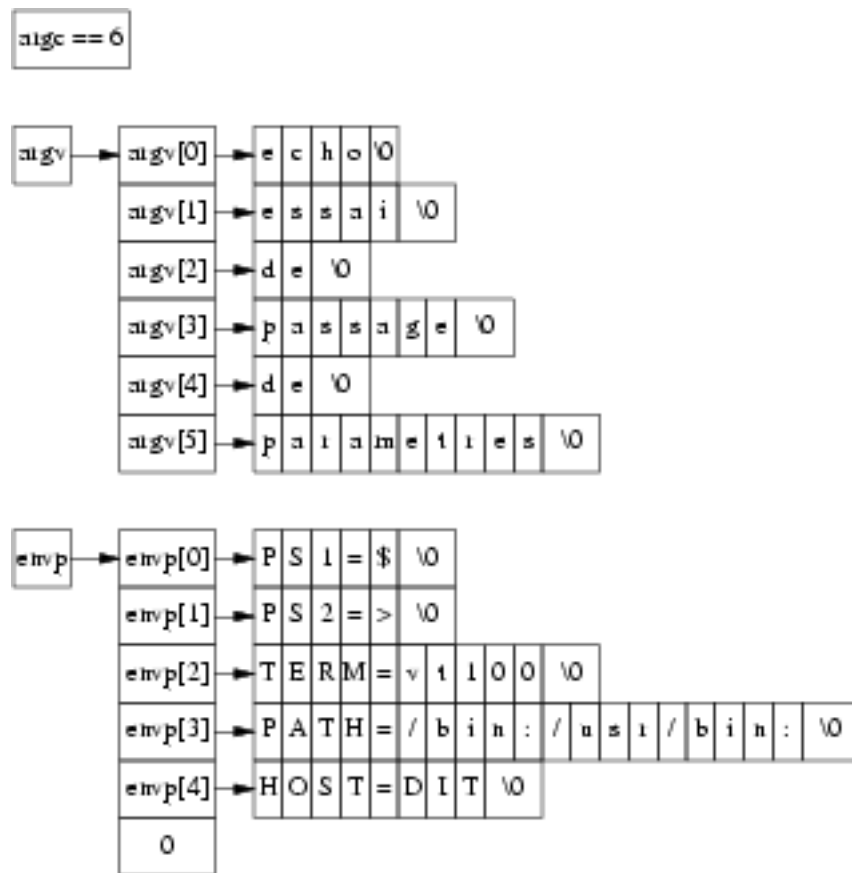 argc == 6
argv argv[0] e c h o \0
argv[1] e s s a i \0
argv[2] d e \0
argv[3] p a s s a g e \0
argv[4] d e \0
argv[5] p a r a m e t r e s \0
envp envp[0] P S 1 = $ \0
envp[1] P S 2 = > \0
envp[2] T E R M = v t 1 0 0 \0
envp[3] P A T H = / b i n : / u s r / b i n : \0
envp[4] H O S T = D I T \0
0